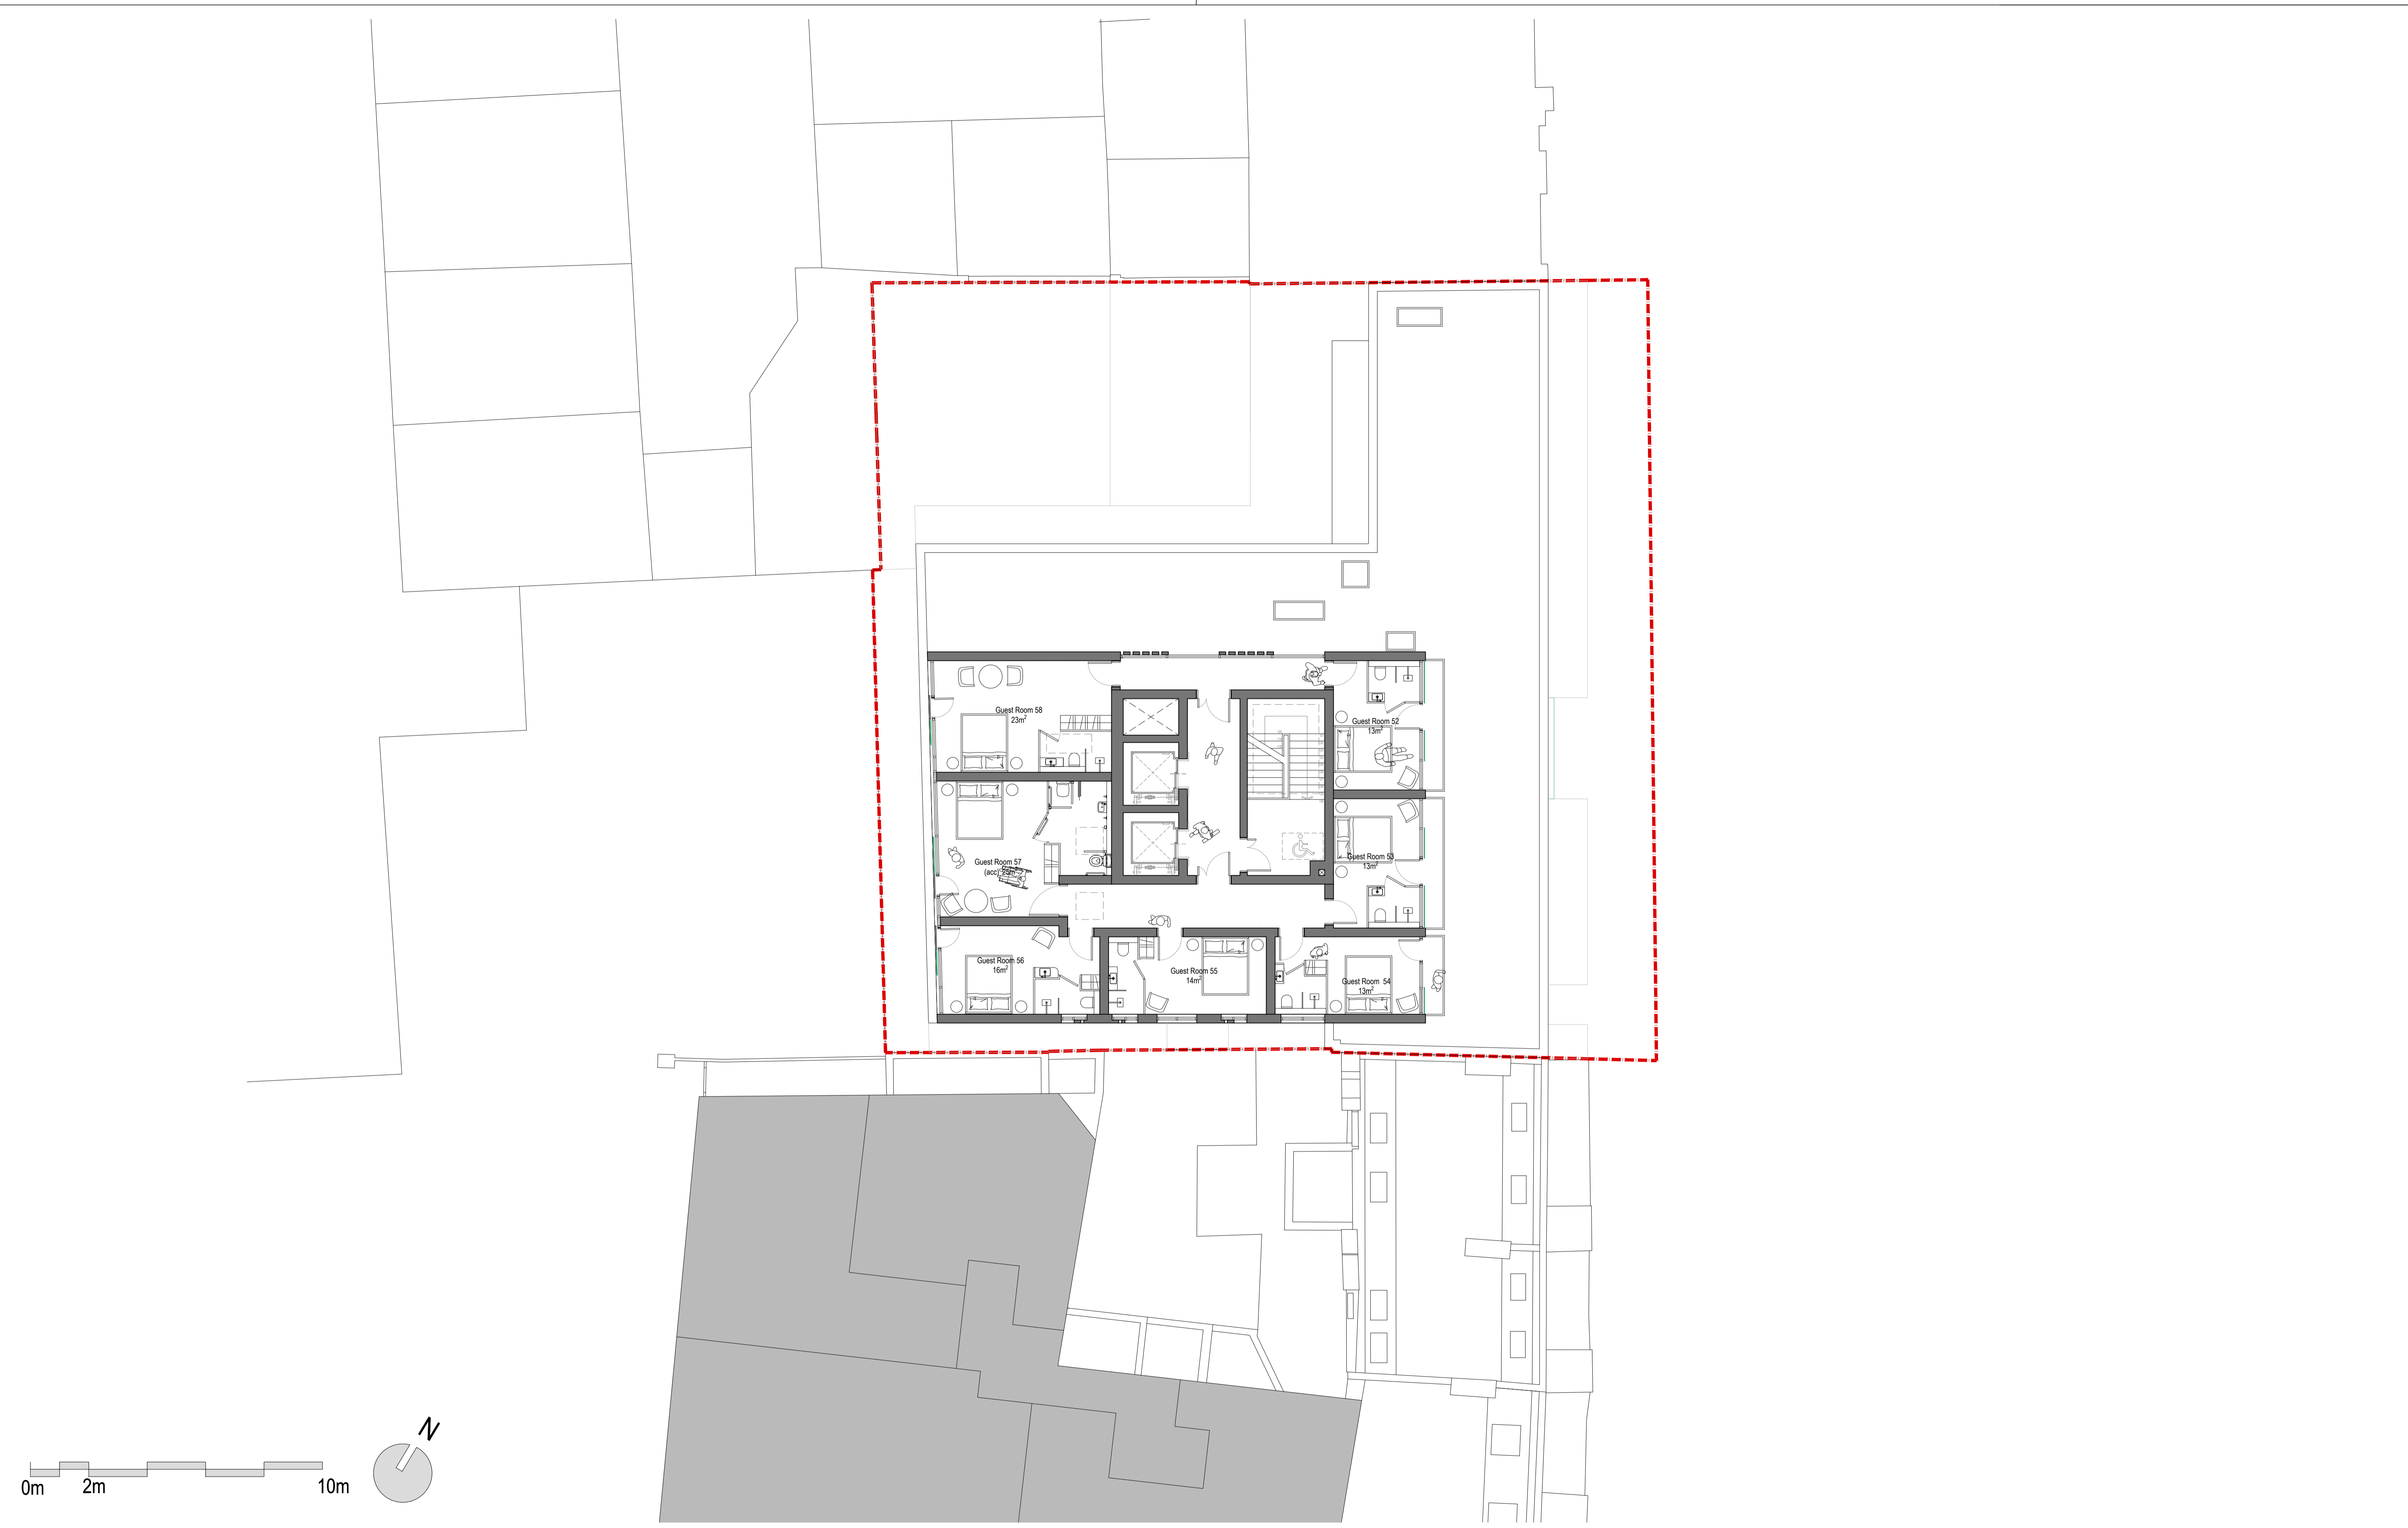 Guest Room 58
23m²
Guest Room 52
13m²
Guest Room 57
(acc) 25m²
Guest Room 53
13m²
Guest Room 56
16m²
Guest Room 55
14m²
Guest Room 54
13m²
N
0m 2m 10m